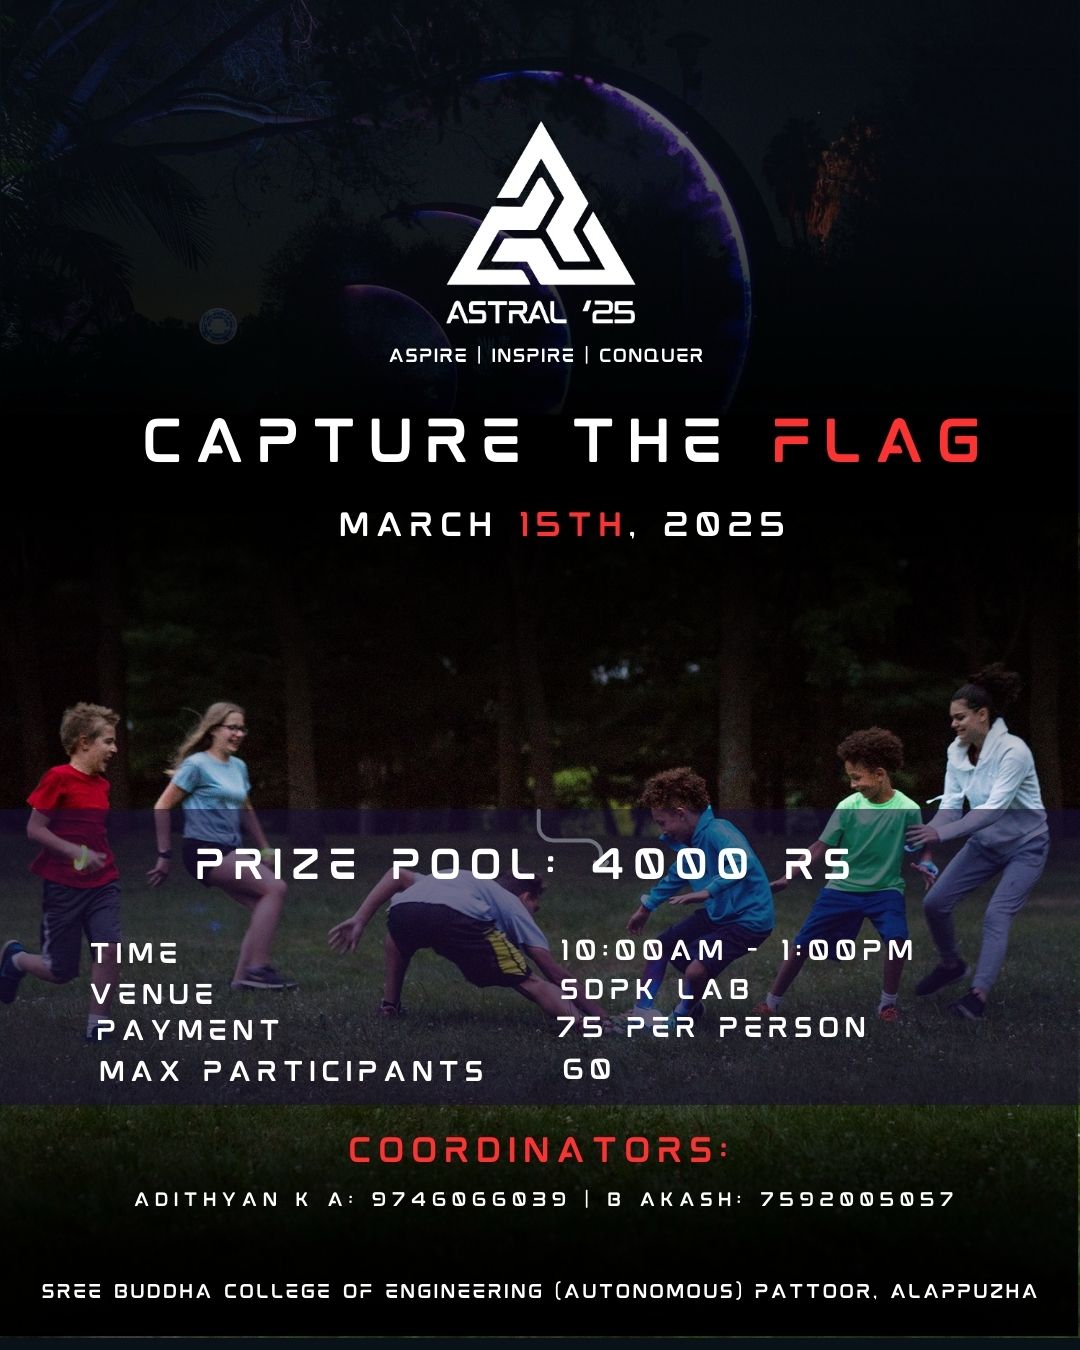 ASTRAL '25
ASPIRE | INSPIRE | CONQUER
CAPTURE THE FLAG
MARCH 15TH, 2025
PRIZE POOL: 4000 RS
TIME 10:00AM - 1:00PM
VENUE SDPK LAB
PAYMENT 75 PER PERSON
MAX PARTICIPANTS 60
COORDINATORS:
ADITHYAN K A: 9746066039 | B AKASH: 7592005057
SREE BUDDHA COLLEGE OF ENGINEERING (AUTONOMOUS) PATTOOR, ALAPPUZHA